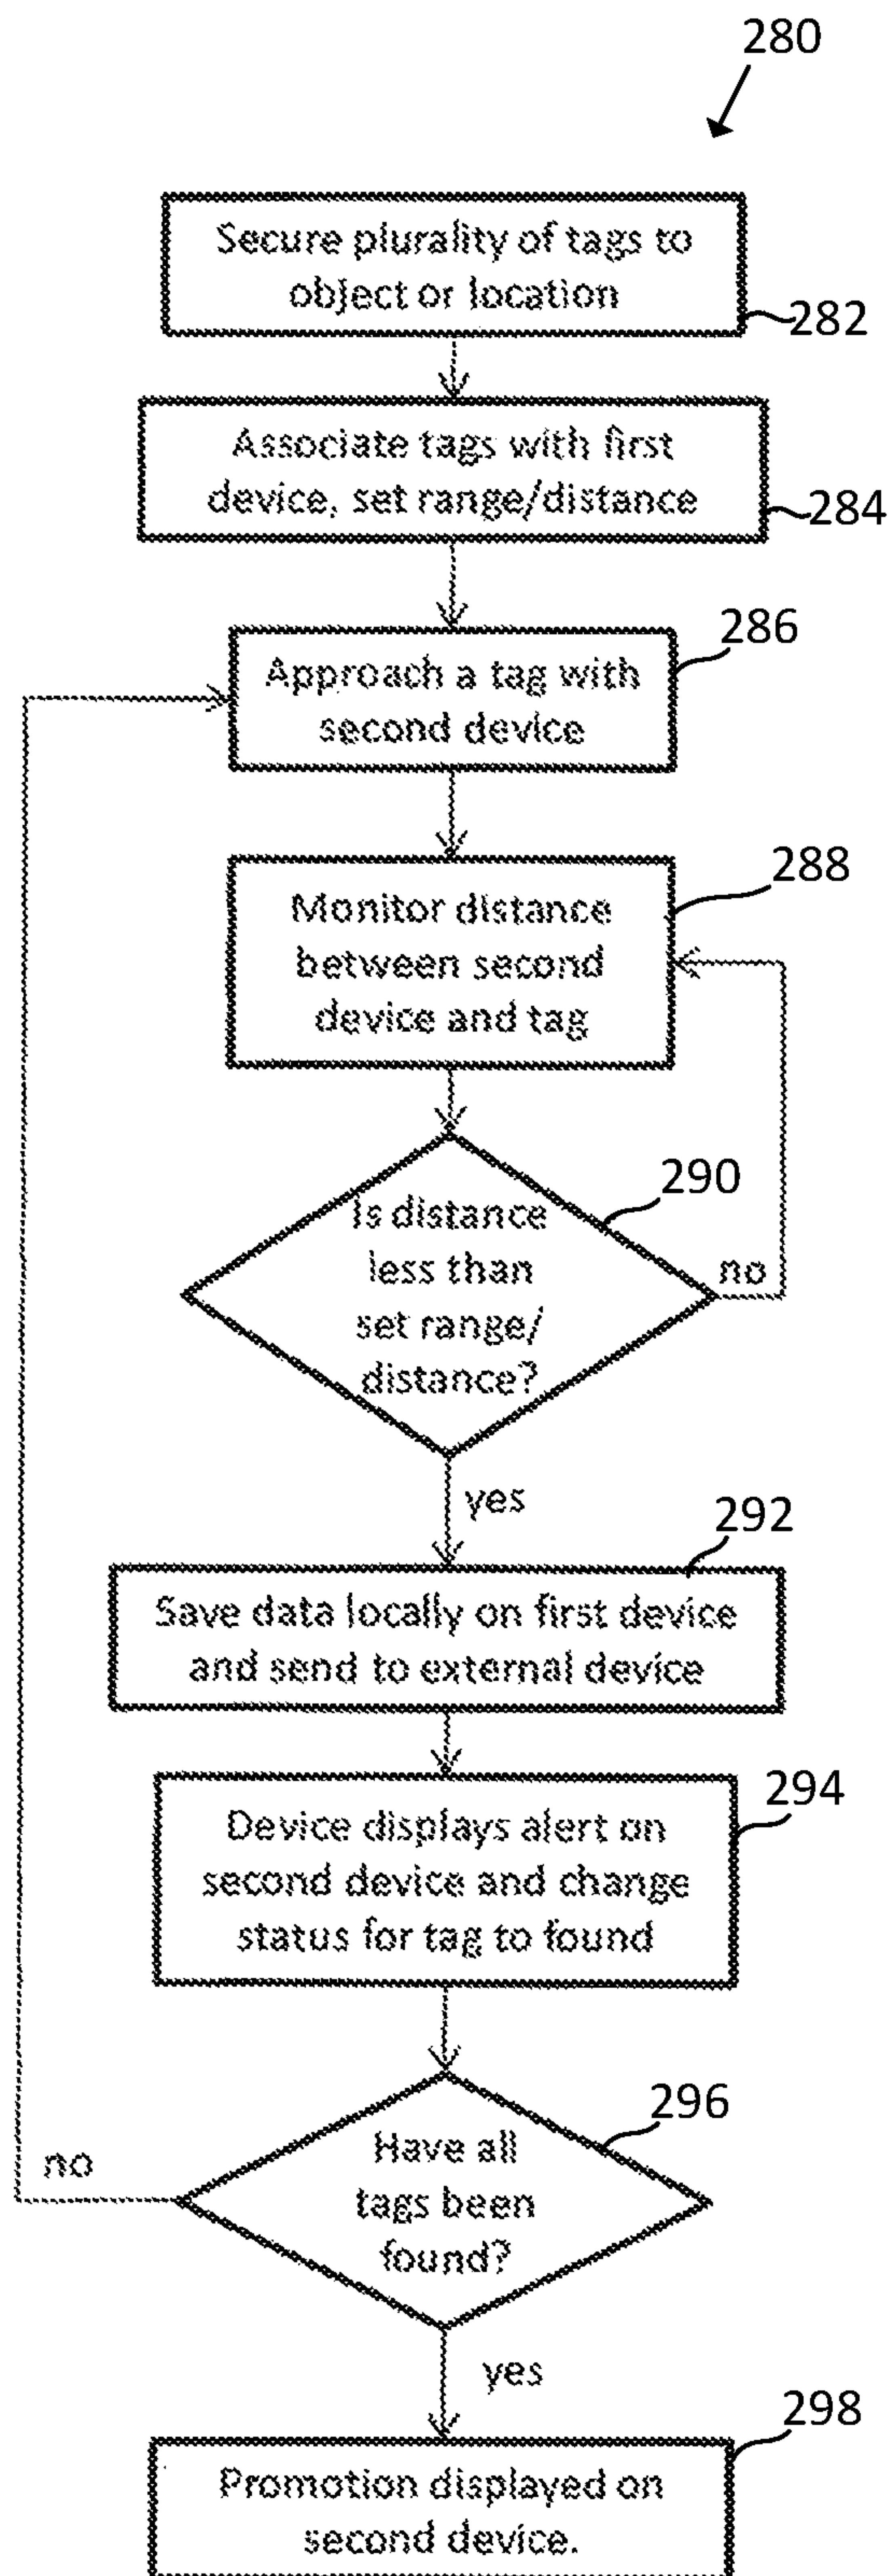 280
Secure plurality of tags to
object or location
282
Associate tags with first
device, set range/distance
284
286
Approach a tag with
second device
288
Monitor distance
between second
device and tag
290
Is distance
less than
set range/
distance?
no
yes
292
Save data locally on first device
and send to external device
294
Device displays alert on
second device and change
status for tag to found
296
Have all
tags been
found?
no
yes
298
Promotion displayed on
second device.